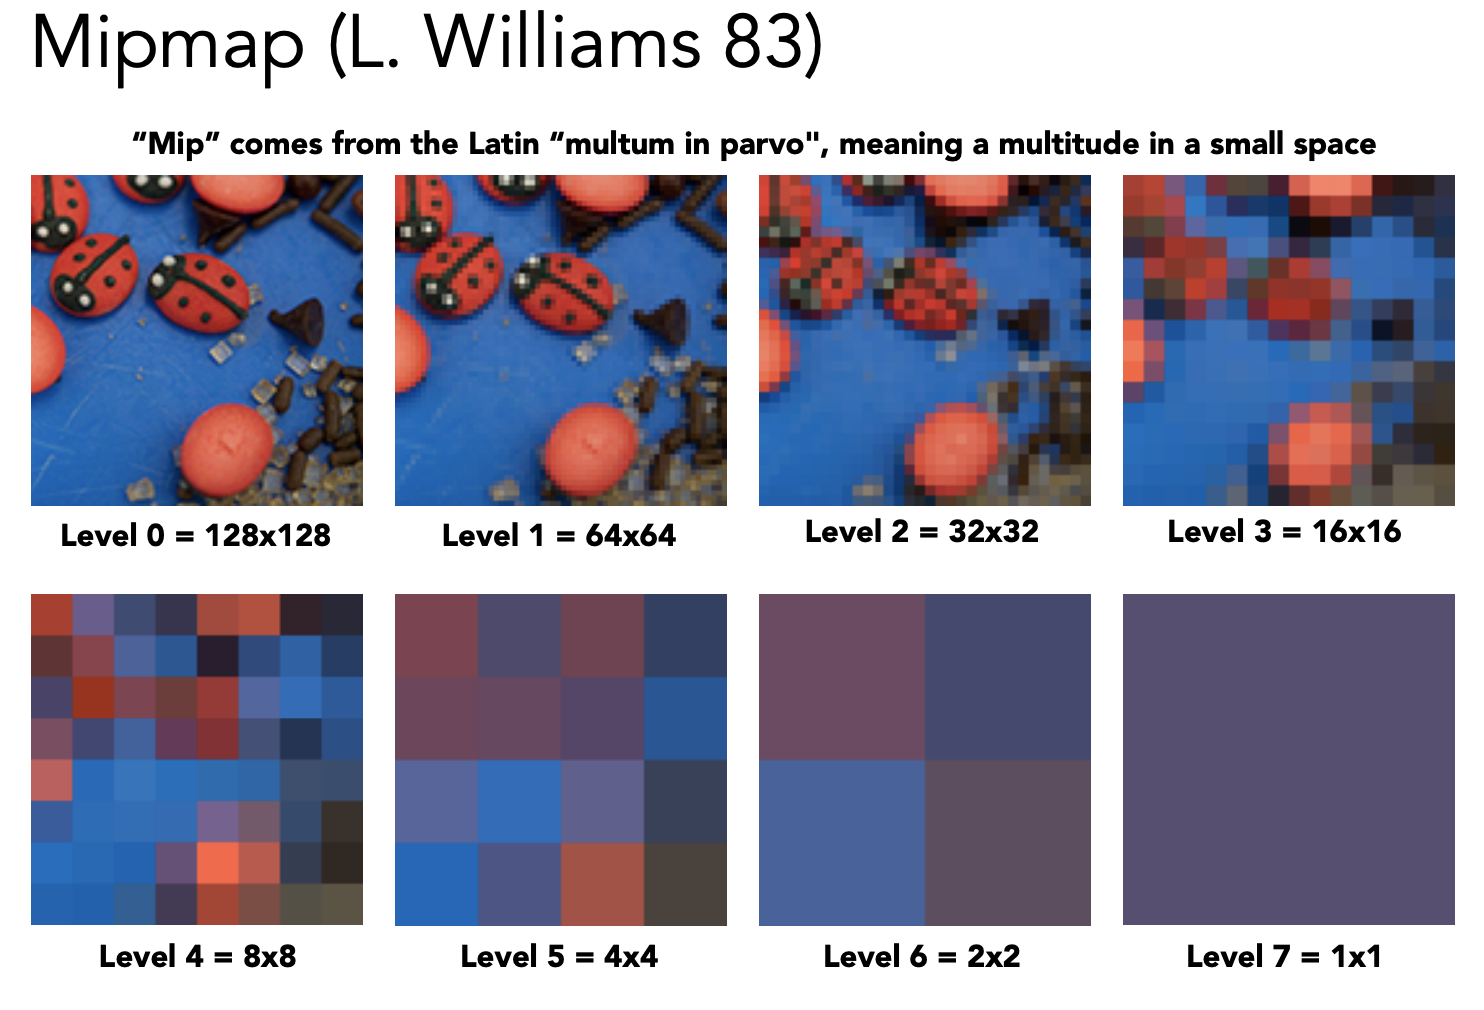 Mipmap (L. Williams 83)
“Mip” comes from the Latin “multum in parvo", meaning a multitude in a small space
Level 0 = 128x128
Level 1 = 64x64
Level 2 = 32x32
Level 3 = 16x16
Level 4 = 8x8
Level 5 = 4x4
Level 6 = 2x2
Level 7 = 1x1